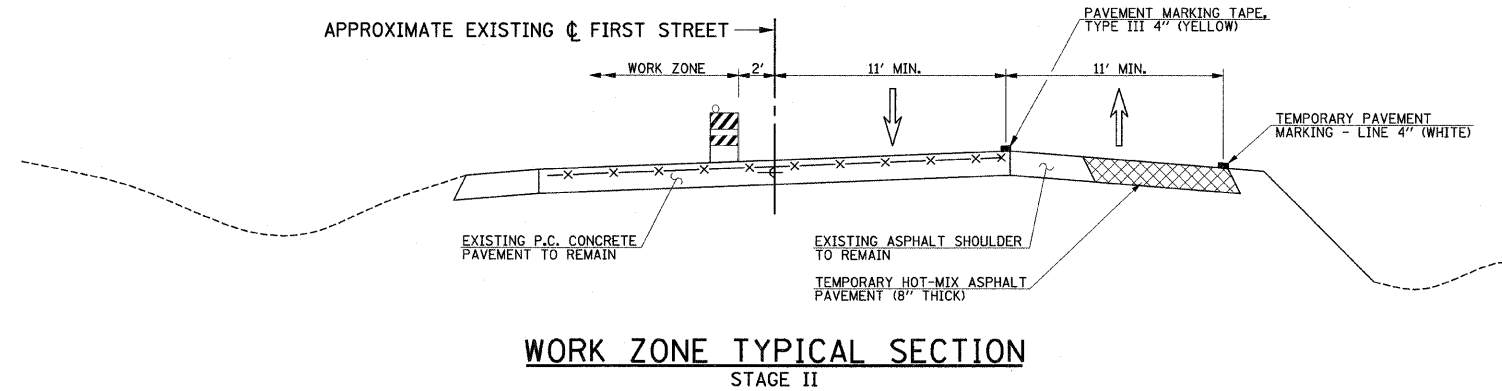 PAVEMENT MARKING TAPE,
TYPE III 4" (YELLOW)
APPROXIMATE EXISTING ℄ FIRST STREET
WORK ZONE
2'
11' MIN.
11' MIN.
TEMPORARY PAVEMENT
MARKING - LINE 4" (WHITE)
EXISTING P.C. CONCRETE
PAVEMENT TO REMAIN
EXISTING ASPHALT SHOULDER
TO REMAIN
TEMPORARY HOT-MIX ASPHALT
PAVEMENT (8" THICK)
WORK ZONE TYPICAL SECTION
STAGE II